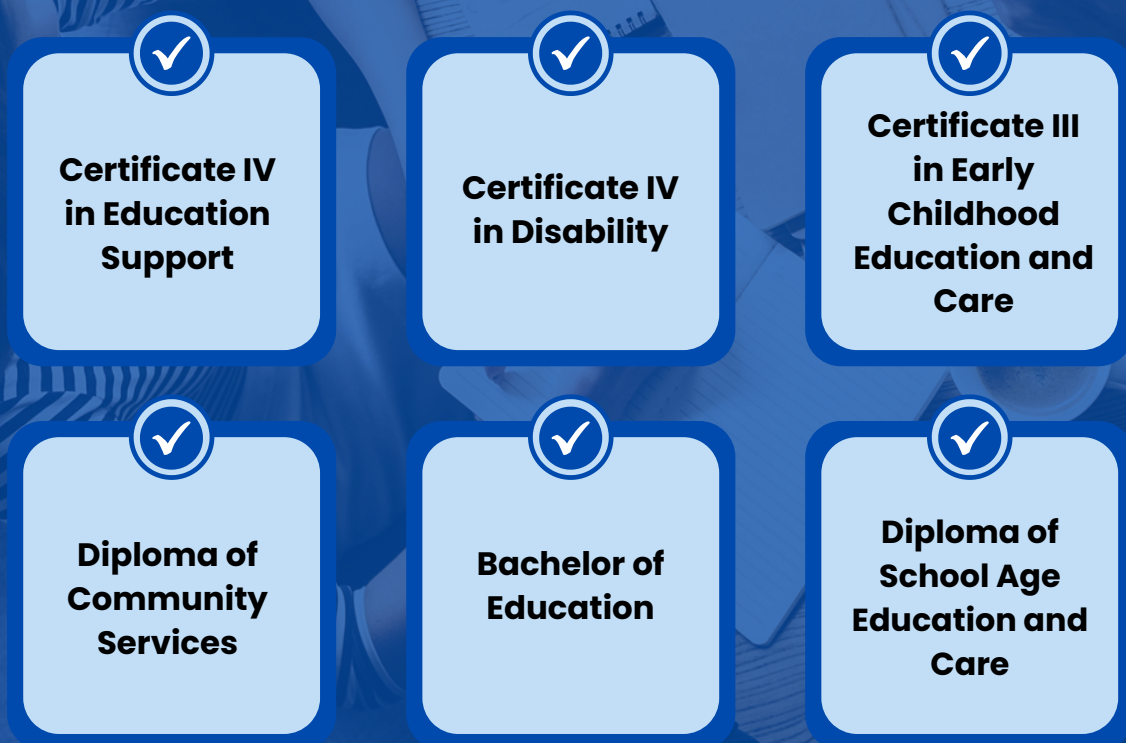 Certificate IV
in Education
Support
Certificate IV
in Disability
Certificate III
in Early
Childhood
Education and
Care
Diploma of
Community
Services
Bachelor of
Education
Diploma of
School Age
Education and
Care